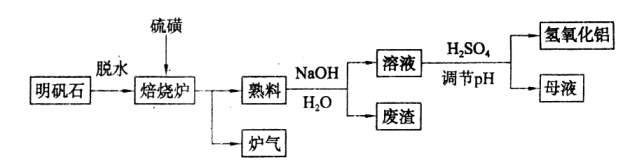 硫磺
脱水
明矾石
焙烧炉
熟料
炉气
NaOH
H₂O
溶液
废渣
H₂SO₄
调节pH
氢氧化铝
母液